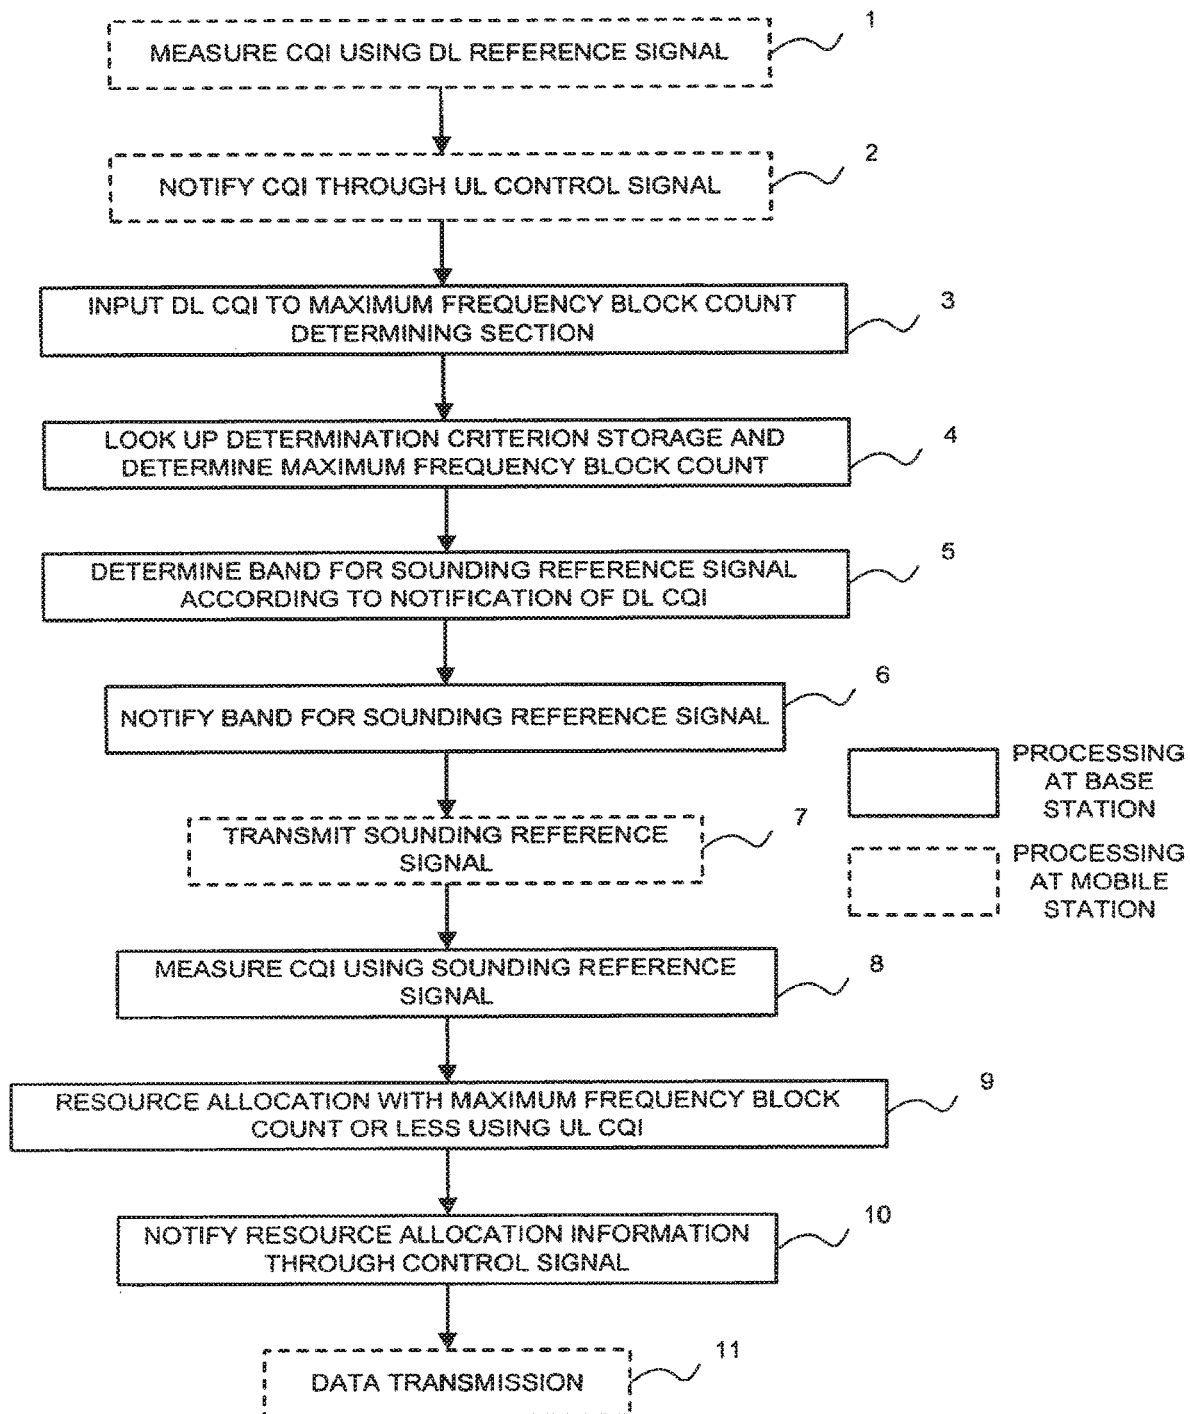 1
MEASURE CQI USING DL REFERENCE SIGNAL
2
NOTIFY CQI THROUGH UL CONTROL SIGNAL
3
INPUT DL CQI TO MAXIMUM FREQUENCY BLOCK COUNT
DETERMINING SECTION
4
LOOK UP DETERMINATION CRITERION STORAGE AND
DETERMINE MAXIMUM FREQUENCY BLOCK COUNT
5
DETERMINE BAND FOR SOUNDING REFERENCE SIGNAL
ACCORDING TO NOTIFICATION OF DL CQI
6
NOTIFY BAND FOR SOUNDING REFERENCE SIGNAL
PROCESSING
AT BASE
STATION
7
TRANSMIT SOUNDING REFERENCE
SIGNAL
PROCESSING
AT MOBILE
STATION
8
MEASURE CQI USING SOUNDING REFERENCE
SIGNAL
9
RESOURCE ALLOCATION WITH MAXIMUM FREQUENCY BLOCK
COUNT OR LESS USING UL CQI
10
NOTIFY RESOURCE ALLOCATION INFORMATION
THROUGH CONTROL SIGNAL
11
DATA TRANSMISSION